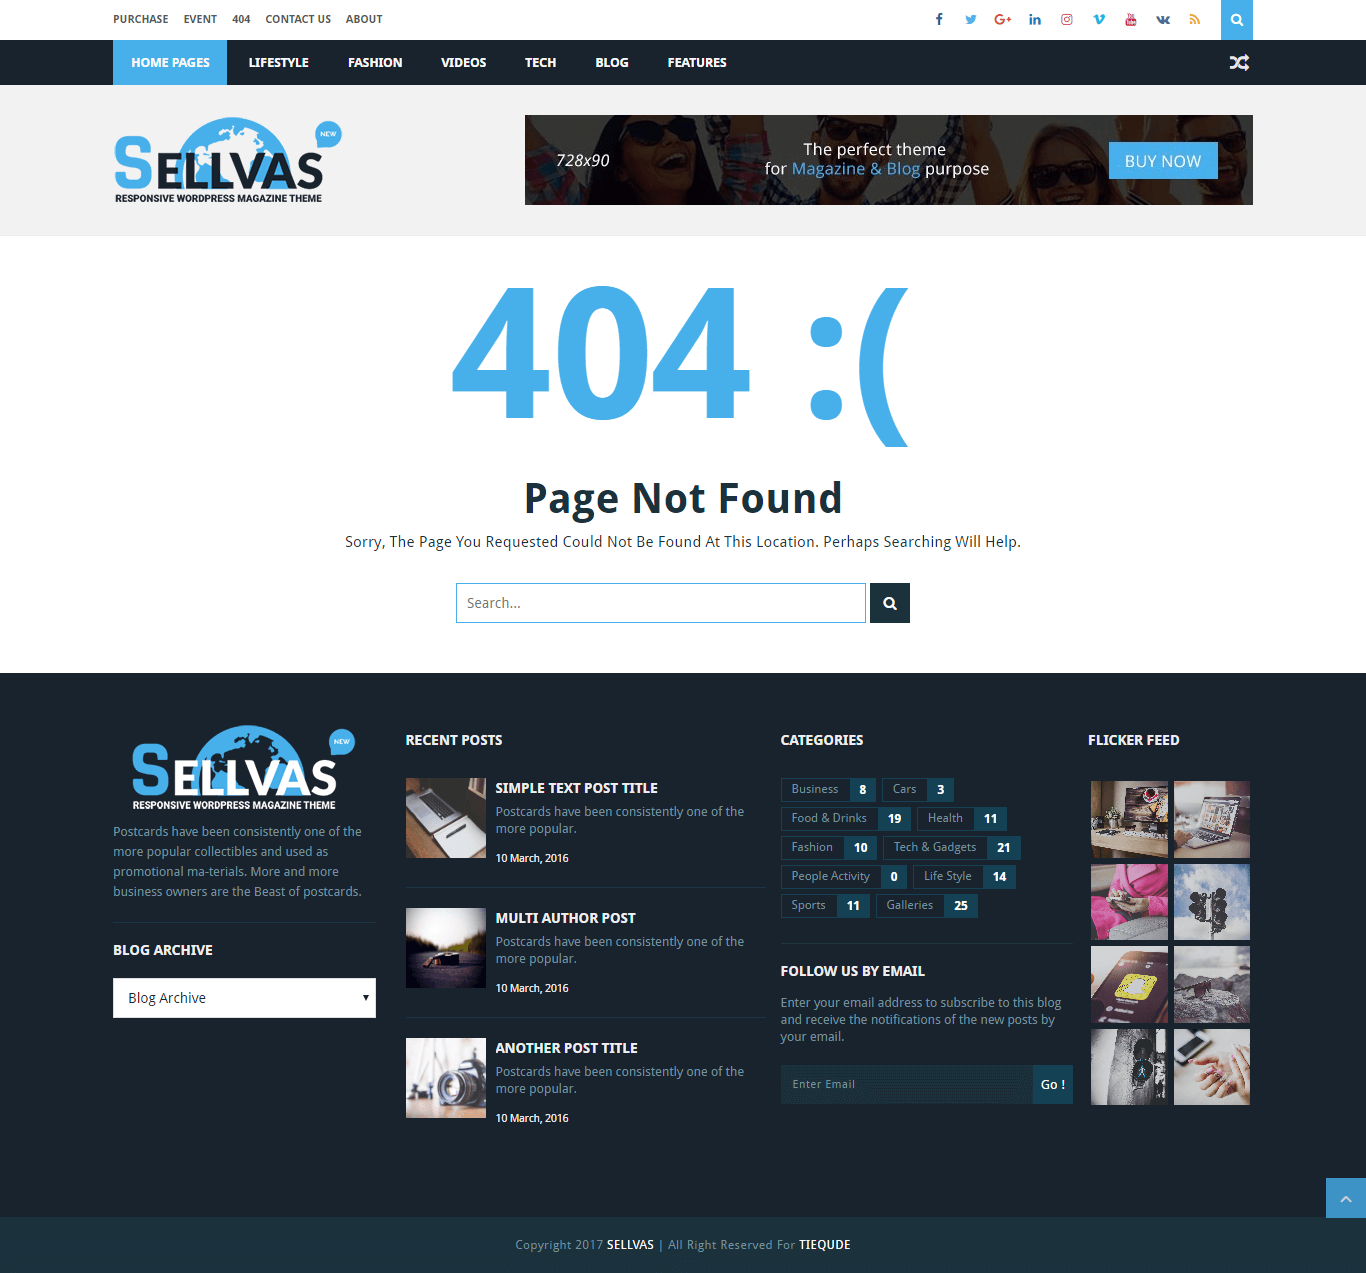 PURCHASE EVENT 404 CONTACT US ABOUT
HOME PAGES LIFESTYLE FASHION VIDEOS TECH BLOG FEATURES
NEW
SELLVAS
RESPONSIVE WORDPRESS MAGAZINE THEME
728x90
The perfect theme
for Magazine & Blog purpose
BUY NOW
404 :(
Page Not Found
Sorry, The Page You Requested Could Not Be Found At This Location. Perhaps Searching Will Help.
Search...
NEW
SELLVAS
RESPONSIVE WORDPRESS MAGAZINE THEME
Postcards have been consistently one of the
more popular collectibles and used as
promotional ma-terials. More and more
business owners are the Beast of postcards.
BLOG ARCHIVE
Blog Archive
RECENT POSTS
SIMPLE TEXT POST TITLE
Postcards have been consistently one of the
more popular.
10 March, 2016
MULTI AUTHOR POST
Postcards have been consistently one of the
more popular.
10 March, 2016
ANOTHER POST TITLE
Postcards have been consistently one of the
more popular.
10 March, 2016
CATEGORIES
Business 8 Cars 3
Food & Drinks 19 Health 11
Fashion 10 Tech & Gadgets 21
People Activity 0 Life Style 14
Sports 11 Galleries 25
FOLLOW US BY EMAIL
Enter your email address to subscribe to this blog
and receive the notifications of the new posts by
your email.
Enter Email Go !
FLICKER FEED
Copyright 2017 SELLVAS | All Right Reserved For TIEQUDE